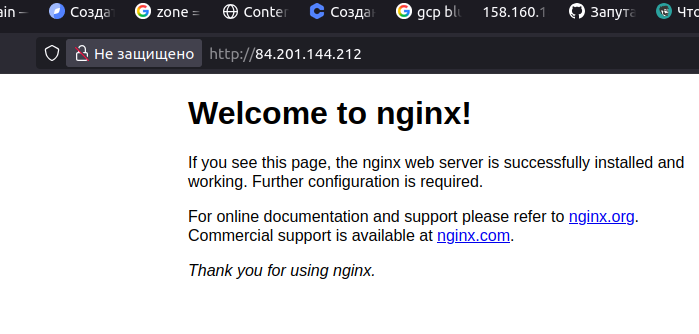 ain – Создат zone = Conter Создан gcp blu 158.160.1 Запута Что
Не защищено http://84.201.144.212
Welcome to nginx!
If you see this page, the nginx web server is successfully installed and
working. Further configuration is required.
For online documentation and support please refer to nginx.org.
Commercial support is available at nginx.com.
Thank you for using nginx.